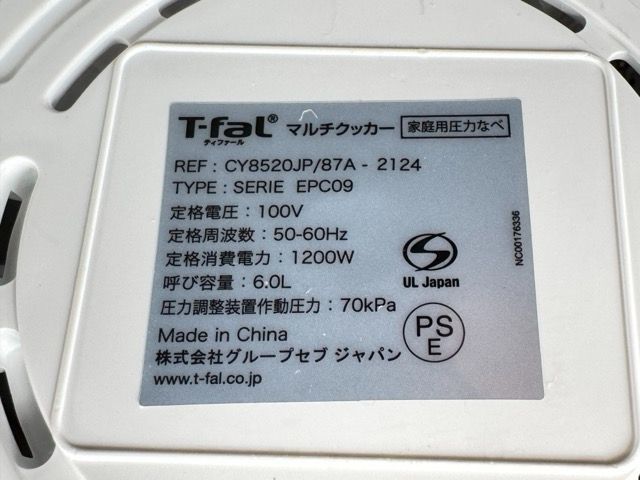 T-fal® マルチクッカー 家庭用圧力なべ
ティファール
REF : CY8520JP/87A - 2124
TYPE : SERIE EPC09
定格電圧 : 100V
定格周波数 : 50-60Hz
定格消費電力 : 1200W
呼び容量 : 6.0L
圧力調整装置作動圧力 : 70kPa
Made in China
株式会社グループセブ ジャパン
www.t-fal.co.jp
S
UL Japan
PS
E
NC00176336